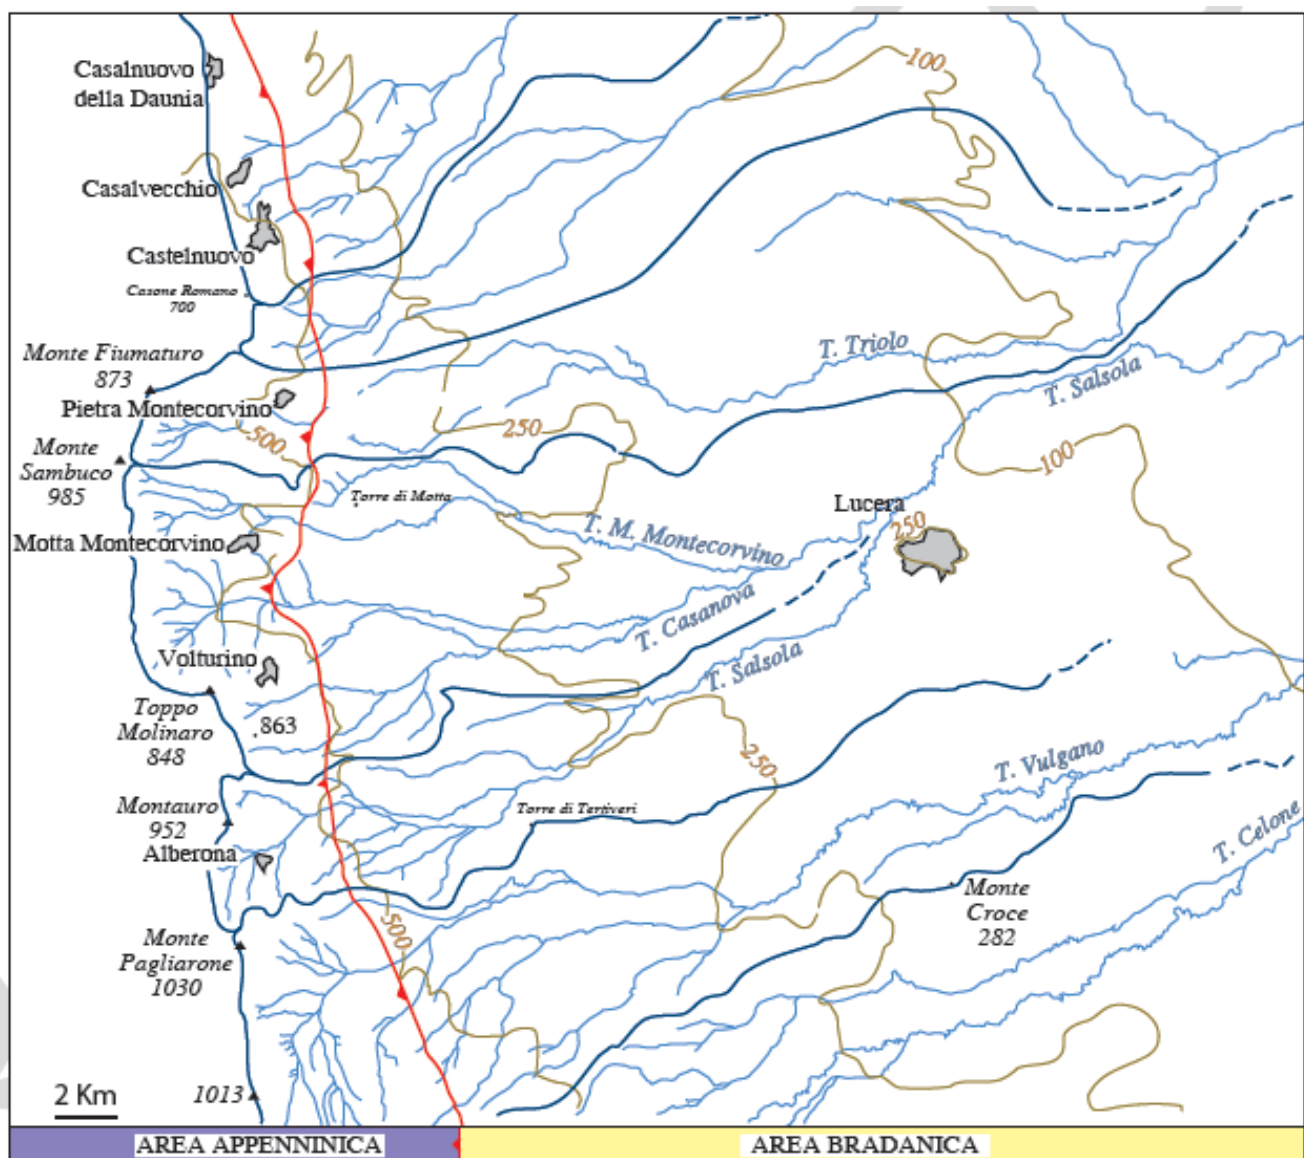 Casalnuovo
della Daunia
100
Casalvecchio
Castelnuovo
Casone Romano
700
Monte Fiumaturo
873
T. Triolo
T. Salsola
Pietra Montecorvino
500
250
100
Monte
Sambuco
985
Torre di Motta
Lucera
250
Motta Montecorvino
T. M. Montecorvino
T. Casanova
Volturino
T. Salsola
Toppo
Molinaro
848
863
250
T. Vulgano
Montauro
952
Torre di Tertiveri
T. Celone
Alberona
Monte
Croce
282
500
Monte
Pagliarone
1030
2 Km
1013
AREA APPENNINICA
AREA BRADANICA